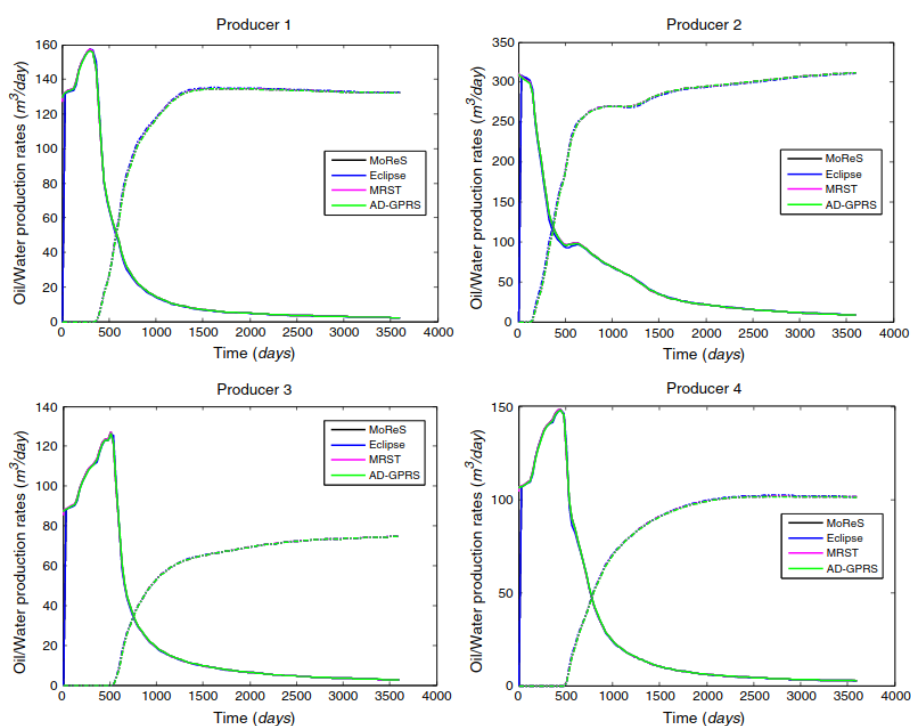 Producer 1
Oil/Water production rates (m³/day)
160
140
120
100
80
60
40
20
0
MoReS
Eclipse
MRST
AD-GPRS
0 500 1000 1500 2000 2500 3000 3500 4000
Time (days)
Producer 2
Oil/Water production rates (m³/day)
350
300
250
200
150
100
50
0
MoReS
Eclipse
MRST
AD-GPRS
0 500 1000 1500 2000 2500 3000 3500 4000
Time (days)
Producer 3
Oil/Water production rates (m³/day)
140
120
100
80
60
40
20
0
MoReS
Eclipse
MRST
AD-GPRS
0 500 1000 1500 2000 2500 3000 3500 4000
Time (days)
Producer 4
Oil/Water production rates (m³/day)
150
100
50
0
MoReS
Eclipse
MRST
AD-GPRS
0 500 1000 1500 2000 2500 3000 3500 4000
Time (days)